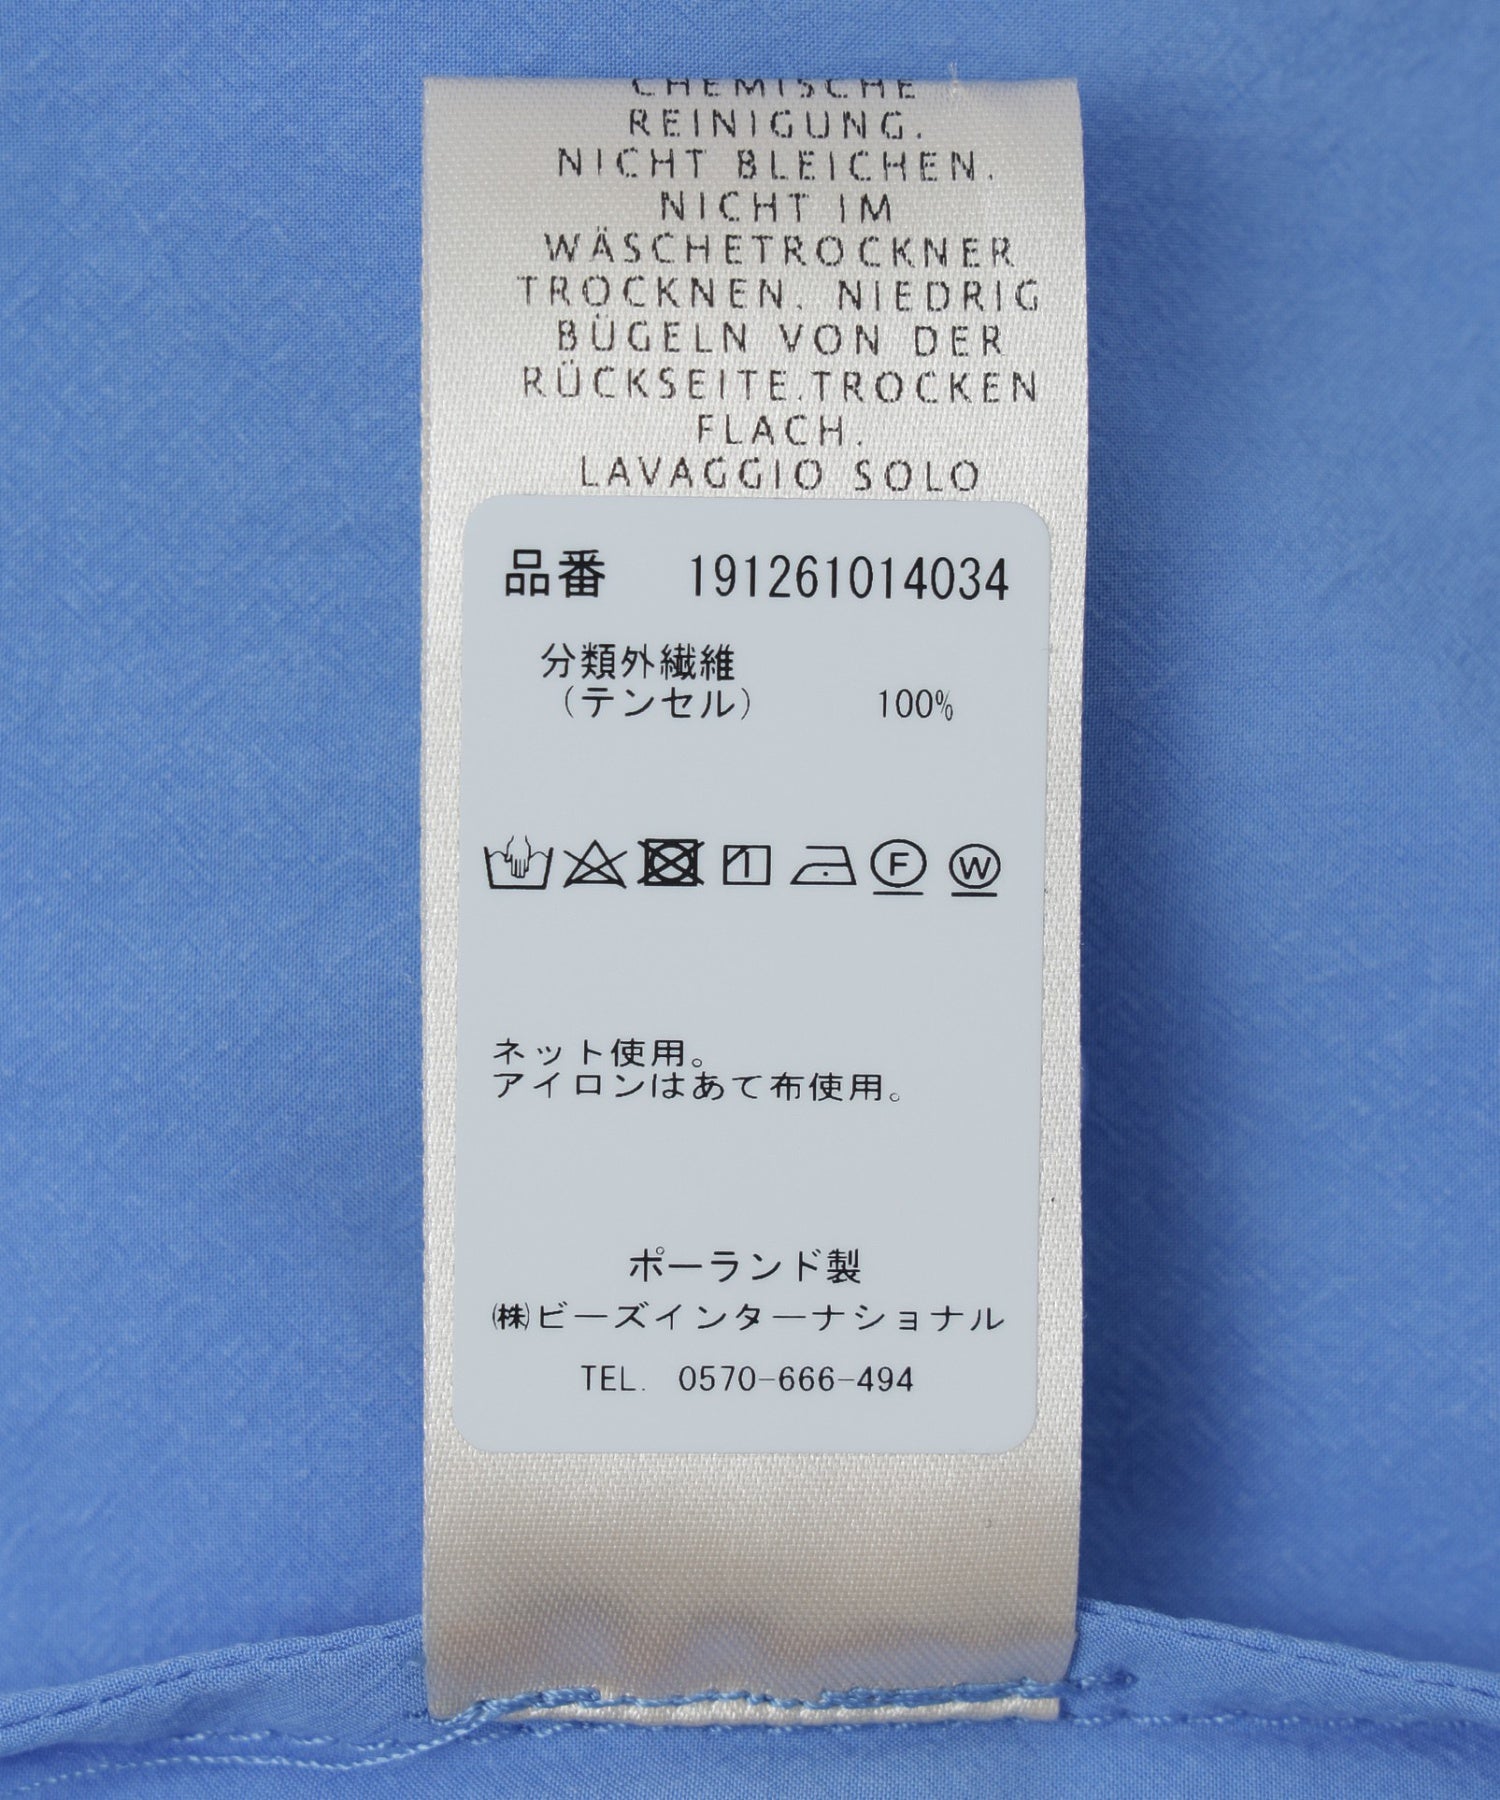 CHEMISCHE
REINIGUNG.
NICHT BLEICHEN.
NICHT IM
WÄSCHETROCKNER
TROCKNEN. NIEDRIG
BÜGELN VON DER
RÜCKSEITE.TROCKEN
FLACH.
LAVAGGIO SOLO
品番 191261014034
分類外繊維
（テンセル） 100%
F W
ネット使用。
アイロンはあて布使用。
ポーランド製
㈱ビーズインターナショナル
TEL. 0570-666-494